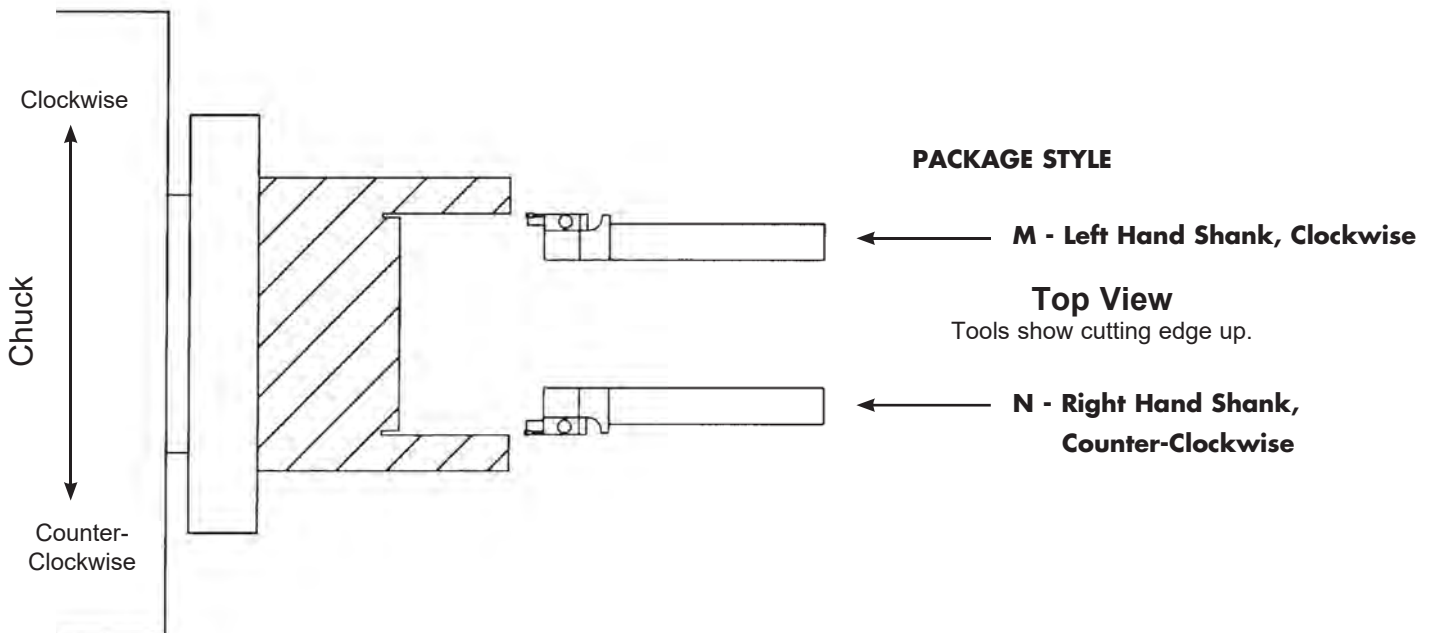 Clockwise
Chuck
Counter-
Clockwise
PACKAGE STYLE
M - Left Hand Shank, Clockwise
Top View
Tools show cutting edge up.
N - Right Hand Shank,
Counter-Clockwise